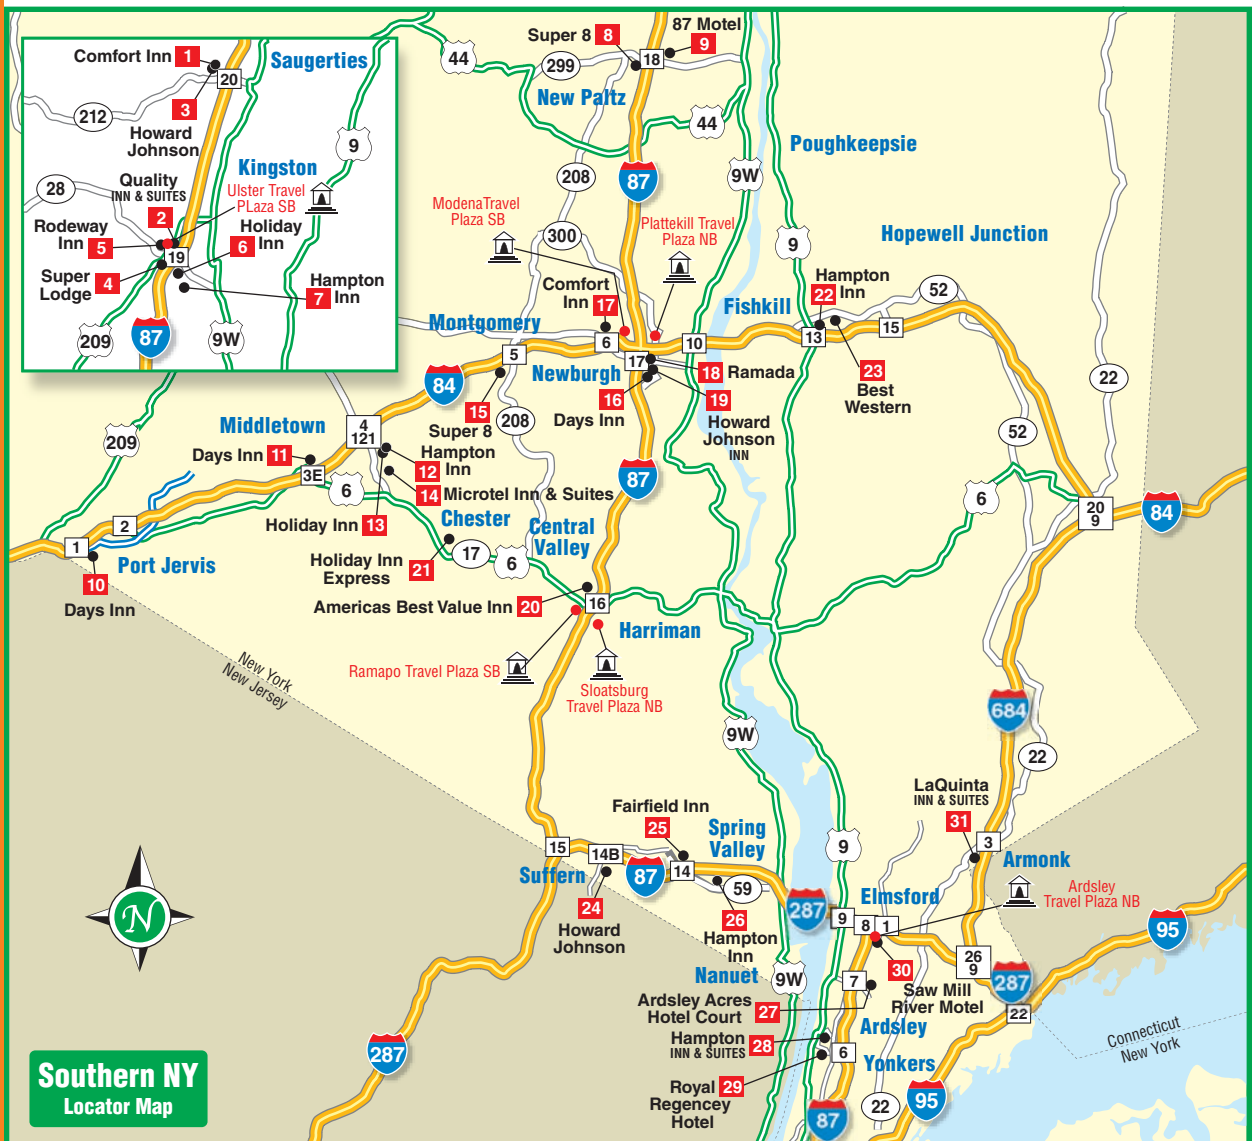 Comfort Inn 1
Saugerties
20
3
212
Howard
Johnson
9
28
Quality
INN & SUITES
2
Kingston
Ulster Travel
PLaza SB
Rodeway
Inn 5
Holiday
Inn
6
19
Super
Lodge 4
Hampton
Inn
7
209
87
9W
Super 8 8
87 Motel
9
44
299
18
New Paltz
44
Poughkeepsie
208
87
9W
ModenaTravel
Plaza SB
300
Plattekill Travel
Plaza NB
9
Hopewell Junction
Comfort
Inn 17
Hampton
Inn
22
52
Fishkill
Montgomery
6
10
13
15
5
17
Newburgh
18 Ramada
84
16
Days Inn
19
Howard
Johnson
INN
23
Best
Western
22
15
Super 8
208
52
209
Middletown
4
121
Days Inn 11
3E
Hampton
Inn
12
87
6
14 Microtel Inn & Suites
Holiday Inn 13
Chester
Central
Valley
6
20
9
84
2
1
Port Jervis
Holiday Inn
Express 21
17
6
10
Days Inn
Americas Best Value Inn 20
16
Harriman
New York
New Jersey
Ramapo Travel Plaza SB
Sloatsburg
Travel Plaza NB
684
9W
22
LaQuinta
INN & SUITES
31
Fairfield Inn
25
Spring
Valley
9
3
Armonk
15
14B
14
Suffern
87
59
287
Elmsford
Ardsley
Travel Plaza NB
24
Howard
Johnson
26
Hampton
Inn
9
8
1
95
Nanuet
9W
30
Saw Mill
River Motel
26
9
287
7
Ardsley Acres
Hotel Court 27
22
Ardsley
Hampton
INN & SUITES 28
6
Yonkers
Connecticut
New York
287
Royal
Regencey
Hotel
29
95
22
87
N
Southern NY
Locator Map